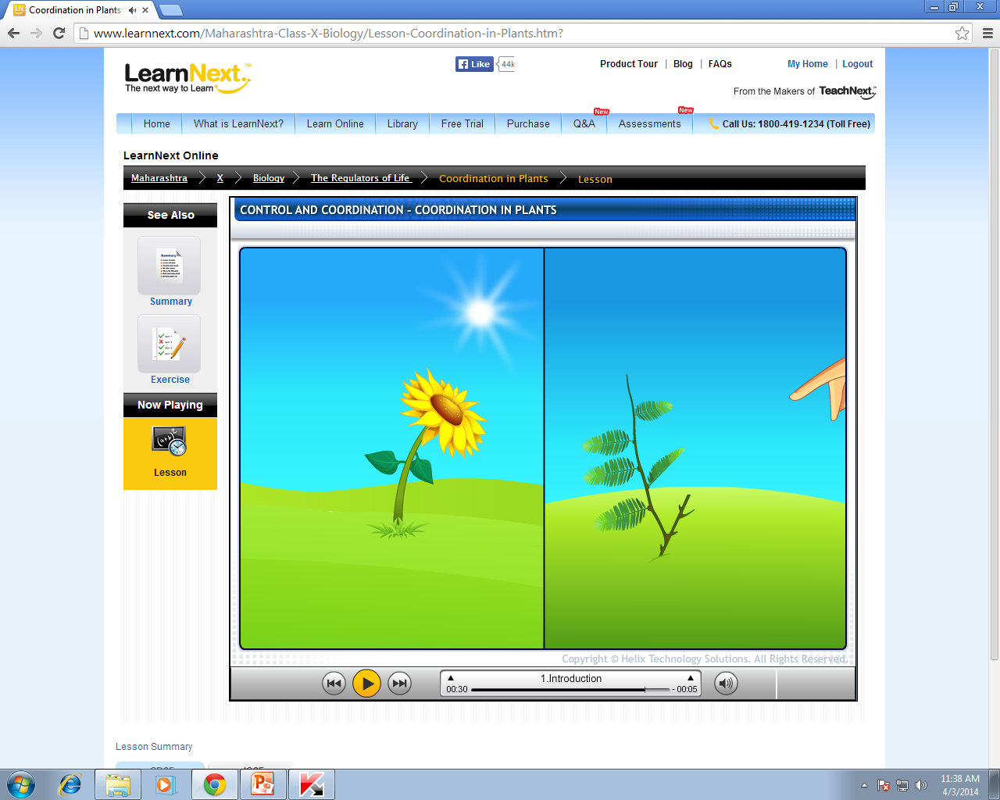 Coordination in Plants
www.learnnext.com/Maharashtra-Class-X-Biology/Lesson-Coordination-in-Plants.htm?
LearnNext.
The next way to Learn
Like 44k
Product Tour | Blog | FAQs
My Home | Logout
From the Makers of TeachNext.
Home
What is LearnNext?
Learn Online
Library
Free Trial
Purchase
Q&A
New
Assessments
New
Call Us: 1800-419-1234 (Toll Free)
LearnNext Online
Maharashtra
X
Biology
The Regulators of Life
Coordination in Plants
Lesson
See Also
Summary
Summary
Exercise
Now Playing
Lesson
CONTROL AND COORDINATION - COORDINATION IN PLANTS
Copyright © Helix Technology Solutions. All Rights Reserved.
1.Introduction
00:30
- 00:05
Lesson Summary
11:38 AM
4/3/2014